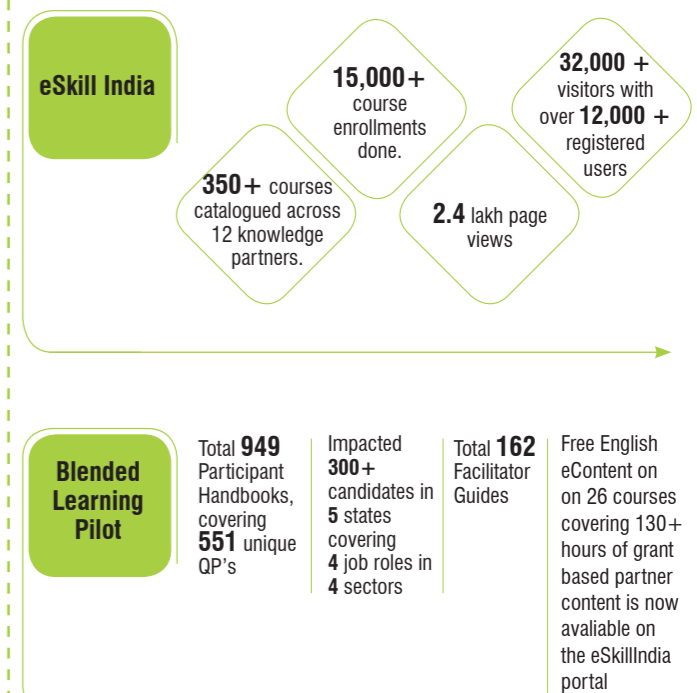 eSkill India
350+ courses
catalogued across
12 knowledge
partners.
15,000+
course
enrollments
done.
2.4 lakh page
views
32,000 +
visitors with
over 12,000 +
registered
users
Blended
Learning
Pilot
Total 949
Participant
Handbooks,
covering
551 unique
QP's
Impacted
300+
candidates in
5 states
covering
4 job roles in
4 sectors
Total 162
Facilitator
Guides
Free English
eContent on
on 26 courses
covering 130+
hours of grant
based partner
content is now
avaliable on
the eSkillIndia
portal